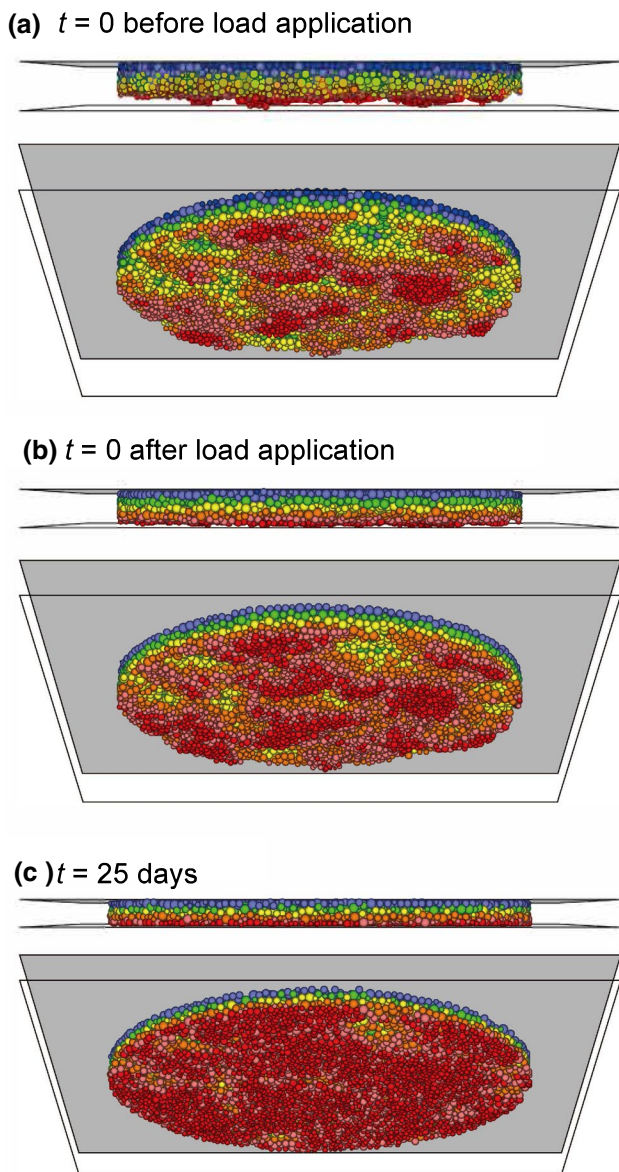 (a) t = 0 before load application
(b) t = 0 after load application
(c ) t = 25 days